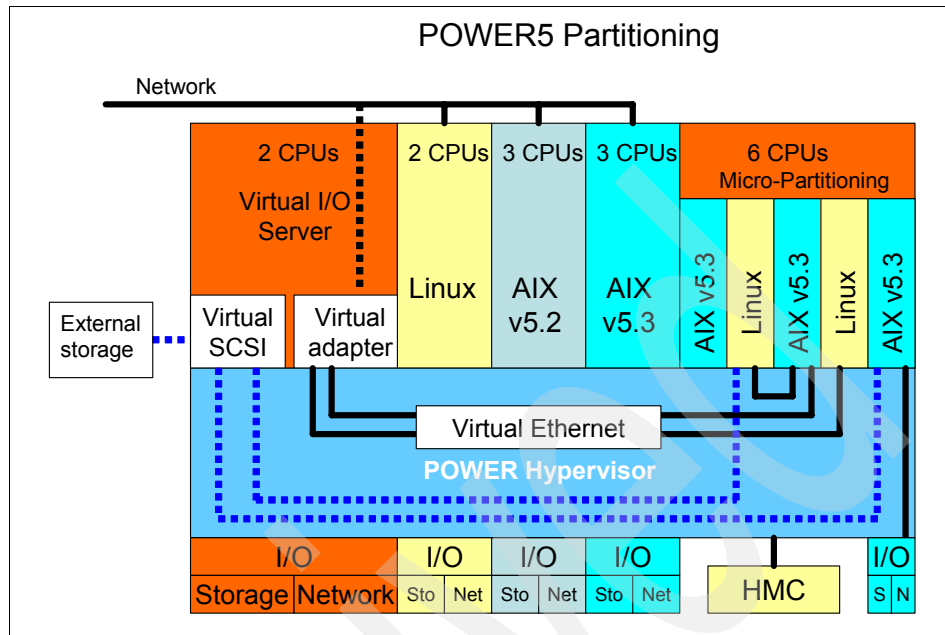 POWER5 Partitioning
Network
2 CPUs
Virtual I/O
Server
2 CPUs
Linux
3 CPUs
AIX
v5.2
3 CPUs
AIX
v5.3
6 CPUs
Micro-Partitioning
AIX v5.3
Linux
AIX v5.3
Linux
AIX v5.3
External
storage
Virtual
SCSI
Virtual
adapter
Virtual Ethernet
POWER Hypervisor
I/O
Storage
Network
I/O
Sto
Net
I/O
Sto
Net
I/O
Sto
Net
HMC
I/O
S
N